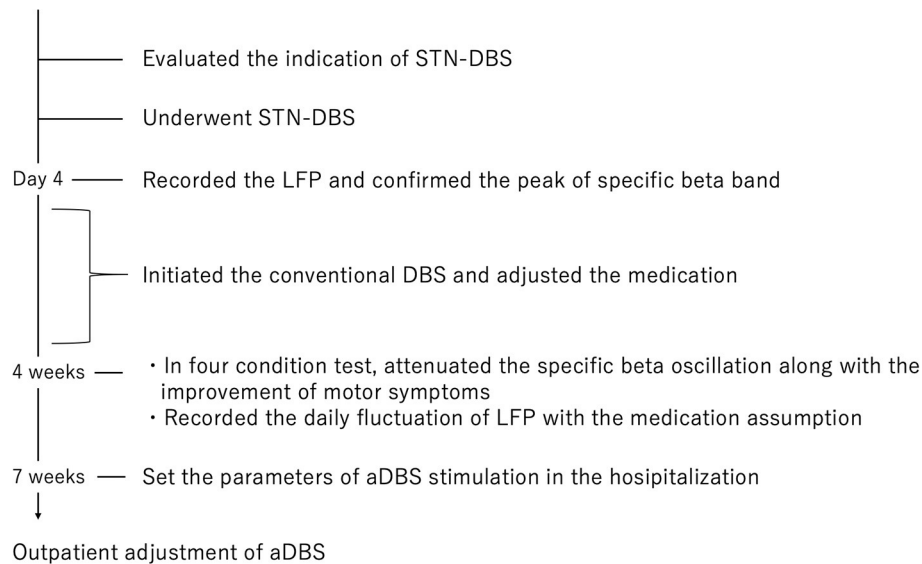 Evaluated the indication of STN-DBS
Underwent STN-DBS
Day 4
Recorded the LFP and confirmed the peak of specific beta band
Initiated the conventional DBS and adjusted the medication
4 weeks
・In four condition test, attenuated the specific beta oscillation along with the
improvement of motor symptoms
・Recorded the daily fluctuation of LFP with the medication assumption
7 weeks
Set the parameters of aDBS stimulation in the hosipitalization
Outpatient adjustment of aDBS